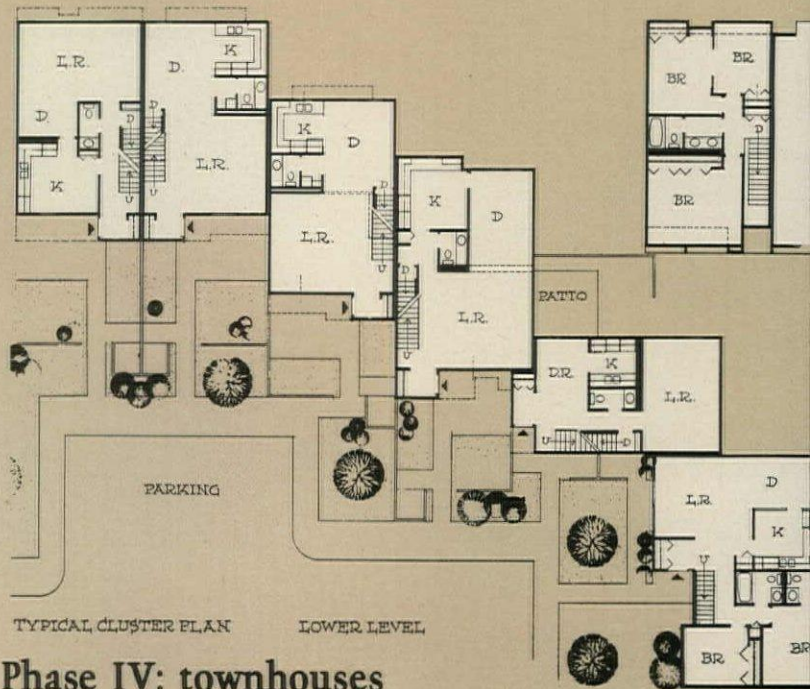 L.R.
D.
D
K
U
D.
K
D
L.R.
U
K
D
L.R.
D
U
K
D
D
L.R.
U
PATIO
D.R.
K
L.R.
U
D
BR
BR
D
BR
L.R.
D
K
U
BR
BR
PARKING
TYPICAL CLUSTER PLAN
LOWER LEVEL
Phase IV: townhouses